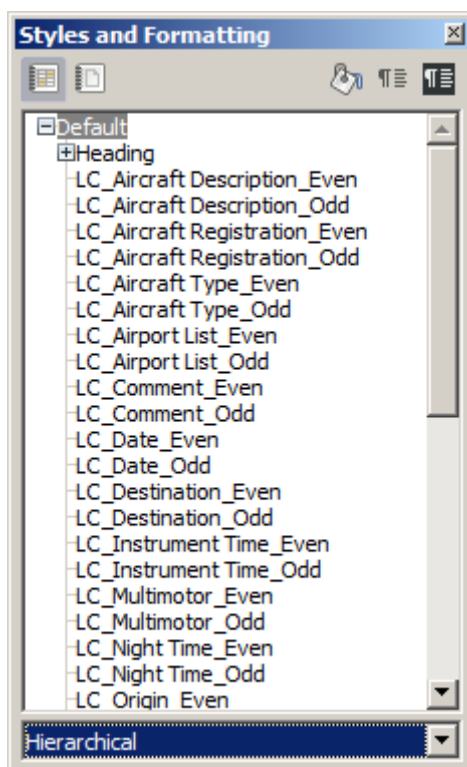 Styles and Formatting
Default
Heading
LC_Aircraft Description_Even
LC_Aircraft Description_Odd
LC_Aircraft Registration_Even
LC_Aircraft Registration_Odd
LC_Aircraft Type_Even
LC_Aircraft Type_Odd
LC_Airport List_Even
LC_Airport List_Odd
LC_Comment_Even
LC_Comment_Odd
LC_Date_Even
LC_Date_Odd
LC_Destination_Even
LC_Destination_Odd
LC_Instrument Time_Even
LC_Instrument Time_Odd
LC_Multimotor_Even
LC_Multimotor_Odd
LC_Night Time_Even
LC_Night Time_Odd
LC_Origin_Even
Hierarchical